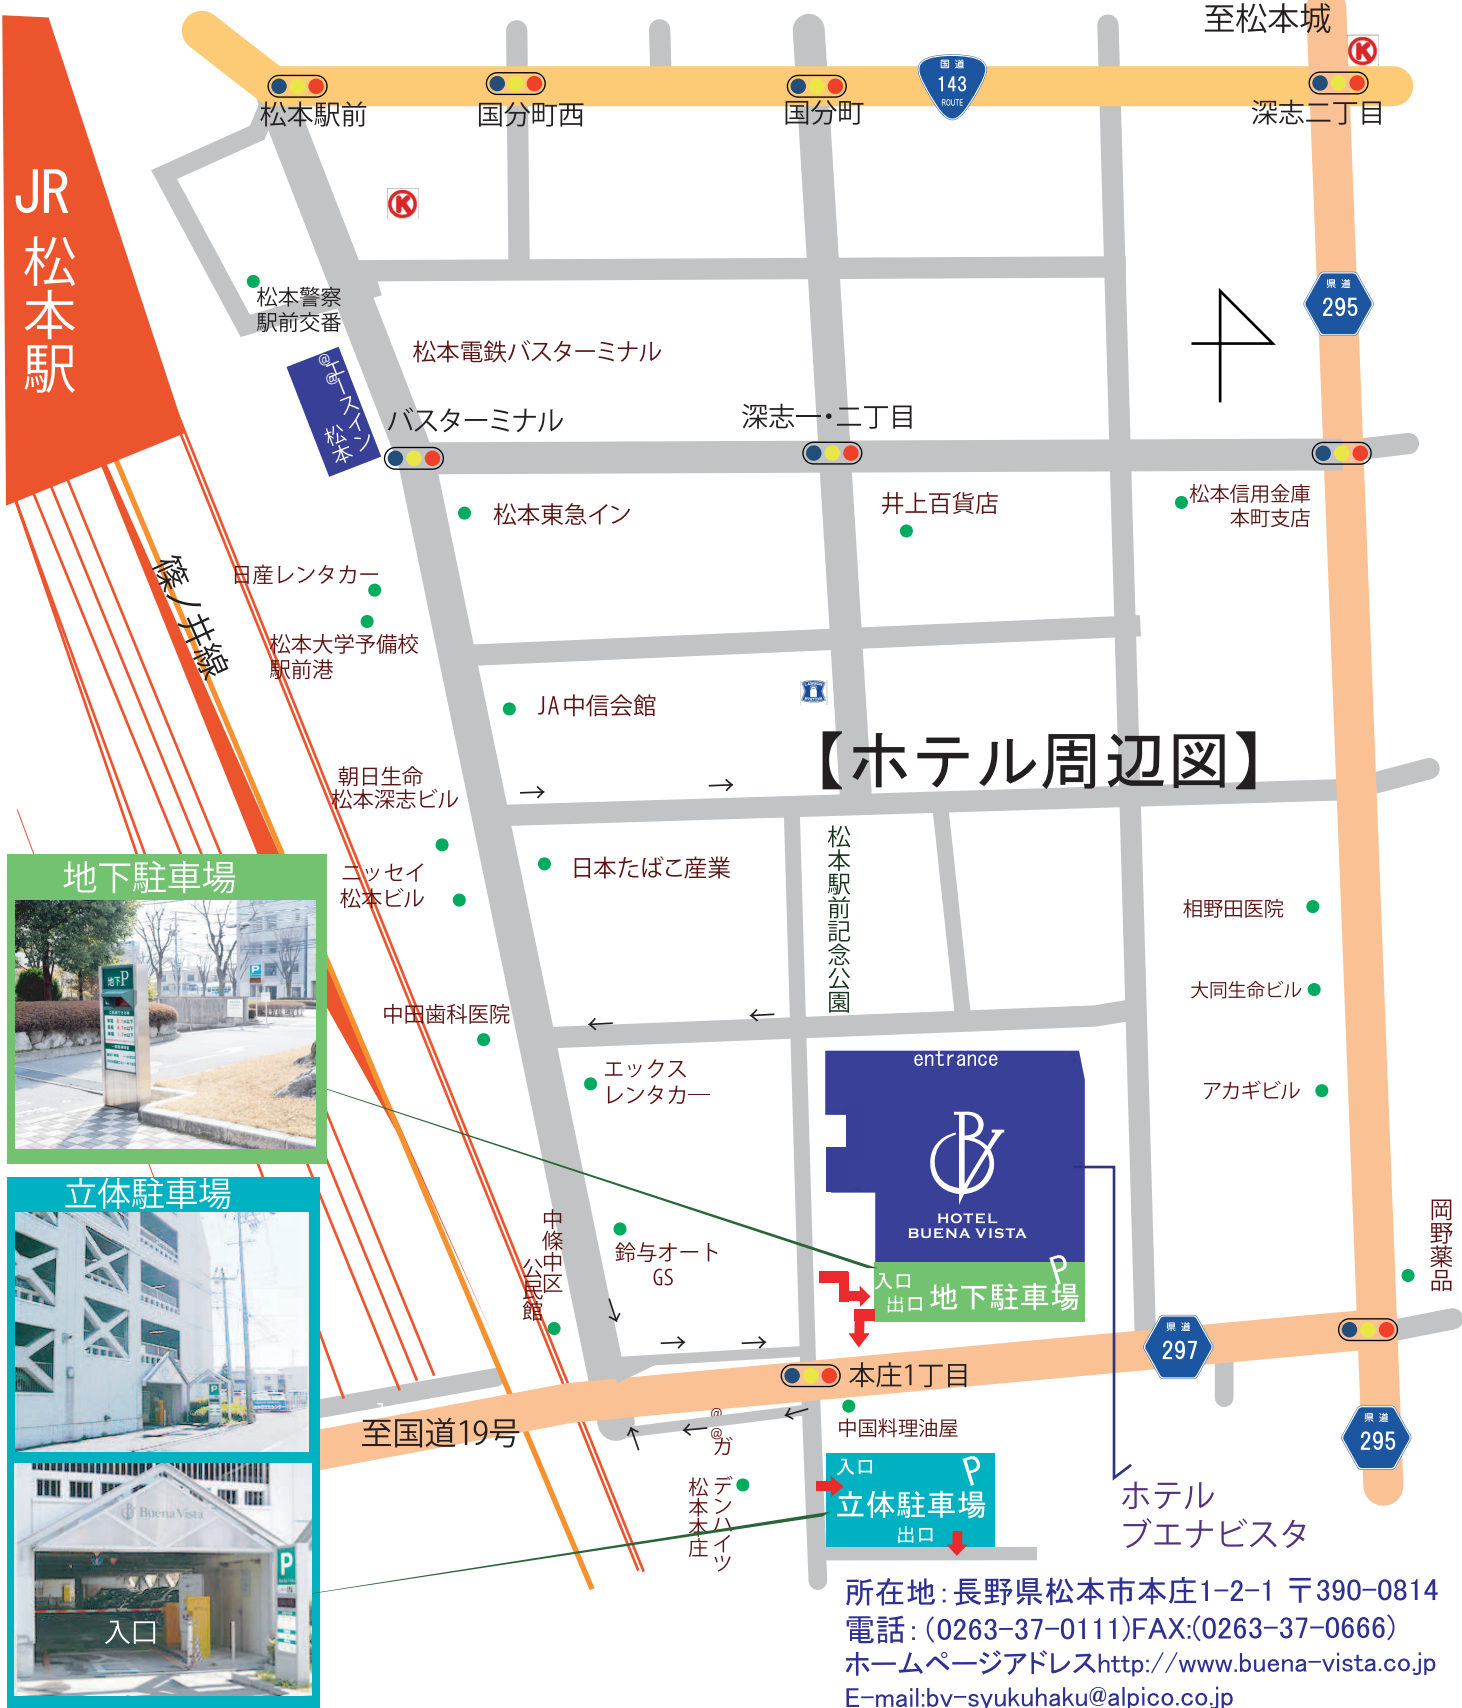 至松本城
国道
143
ROUTE
松本駅前
国分町西
国分町
深志二丁目
JR
松本駅
松本警察
駅前交番
県道
295
松本電鉄バスターミナル
エースイン
松本
バスターミナル
深志一・二丁目
松本東急イン
井上百貨店
松本信用金庫
本町支店
篠ノ井線
日産レンタカー
松本大学予備校
駅前港
JA中信会館
【ホテル周辺図】
朝日生命
松本深志ビル
日本たばこ産業
ニッセイ
松本ビル
松本駅前記念公園
地下駐車場
地下P
P
相野田医院
大同生命ビル
中田歯科医院
エックス
レンタカー
アカギビル
entrance
HOTEL
BUENA VISTA
立体駐車場
中條中区
公民館
鈴与オート
GS
入口
出口
地下駐車場
P
岡野薬品
県道
297
本庄1丁目
至国道19号
中国料理油屋
県道
295
@@ガ
デンハイツ
松本本庄
入口
P
立体駐車場
出口
ホテル
ブエナビスタ
Buena Vista
P
入口
所在地:長野県松本市本庄1-2-1 〒390-0814
電話:(0263-37-0111)FAX:(0263-37-0666)
ホームページアドレスhttp://www.buena-vista.co.jp
E-mail:bv-syukuhaku@alpico.co.jp